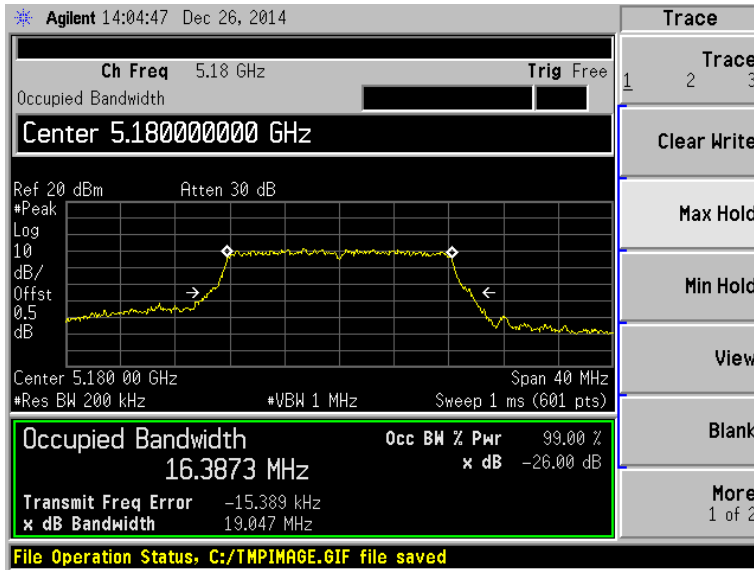 Agilent 14:04:47 Dec 26, 2014
Trace
Ch Freq 5.18 GHz Trig Free
Occupied Bandwidth
Center 5.180000000 GHz
Ref 20 dBm Atten 30 dB
#Peak
Log
10
dB/
Offst
0.5
dB
Center 5.180 00 GHz Span 40 MHz
#Res BW 200 kHz #VBW 1 MHz Sweep 1 ms (601 pts)
Occupied Bandwidth Occ BW % Pwr 99.00 %
16.3873 MHz x dB -26.00 dB
Transmit Freq Error -15.389 kHz
x dB Bandwidth 19.047 MHz
File Operation Status, C:/TMPIMAGE.GIF file saved
Trace
1 2 3
Clear Write
Max Hold
Min Hold
View
Blank
More
1 of 2